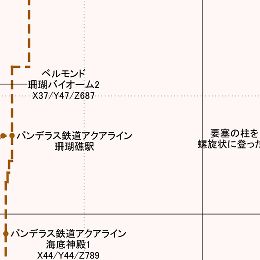 ベルモンド
珊瑚バイオーム2
X37/Y47/Z687
バンデラス鉄道アクアライン
珊瑚礁駅
要塞の柱を
螺旋状に登った
バンデラス鉄道アクアライン
海底神殿1
X44/Y44/Z789